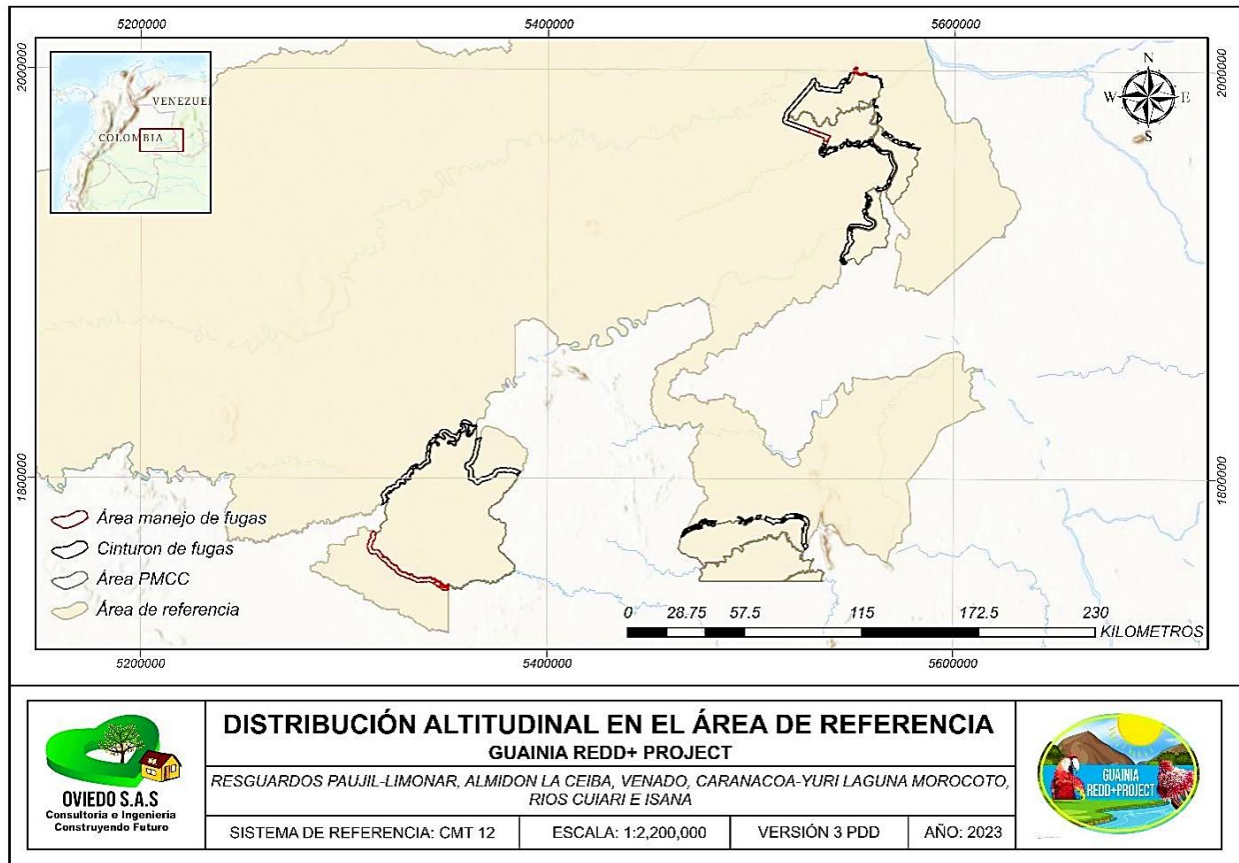 5200000
5400000
5600000
2000000
2000000
VENEZUEL
COLOMBIA
N
W
E
S
1800000
1800000
Área manejo de fugas
Cinturon de fugas
Área PMCC
Área de referencia
0
28.75
57.5
115
172.5
230
KILOMETROS
5200000
5400000
5600000
OVIEDO S.A.S
Consultoria e Ingenieria
Construyendo Futuro
DISTRIBUCIÓN ALTITUDINAL EN EL ÁREA DE REFERENCIA
GUAINIA REDD+ PROJECT
RESGUARDOS PAUJIL-LIMONAR, ALMIDON LA CEIBA, VENADO, CARANACOA-YURI LAGUNA MOROCOTO,
RIOS CUIARI E ISANA
SISTEMA DE REFERENCIA: CMT 12
ESCALA: 1:2,200,000
VERSIÓN 3 PDD
AÑO: 2023
GUAINIA
REDD+PROJECT